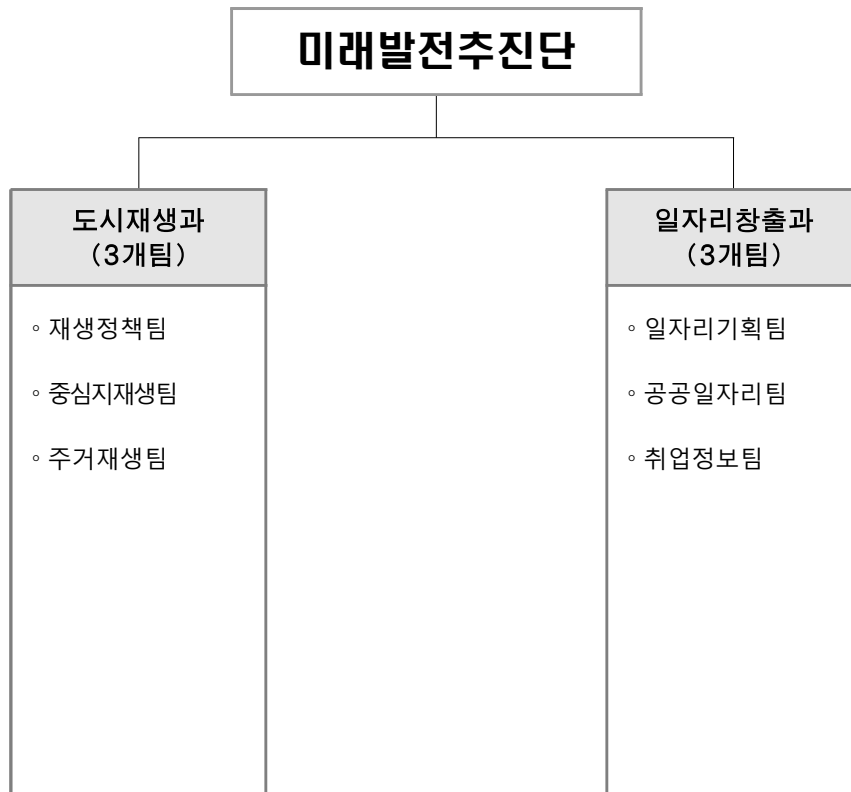 미래발전추진단
도시재생과
(3개팀)
◦ 재생정책팀
◦ 중심지재생팀
◦ 주거재생팀
일자리창출과
(3개팀)
◦ 일자리기획팀
◦ 공공일자리팀
◦ 취업정보팀